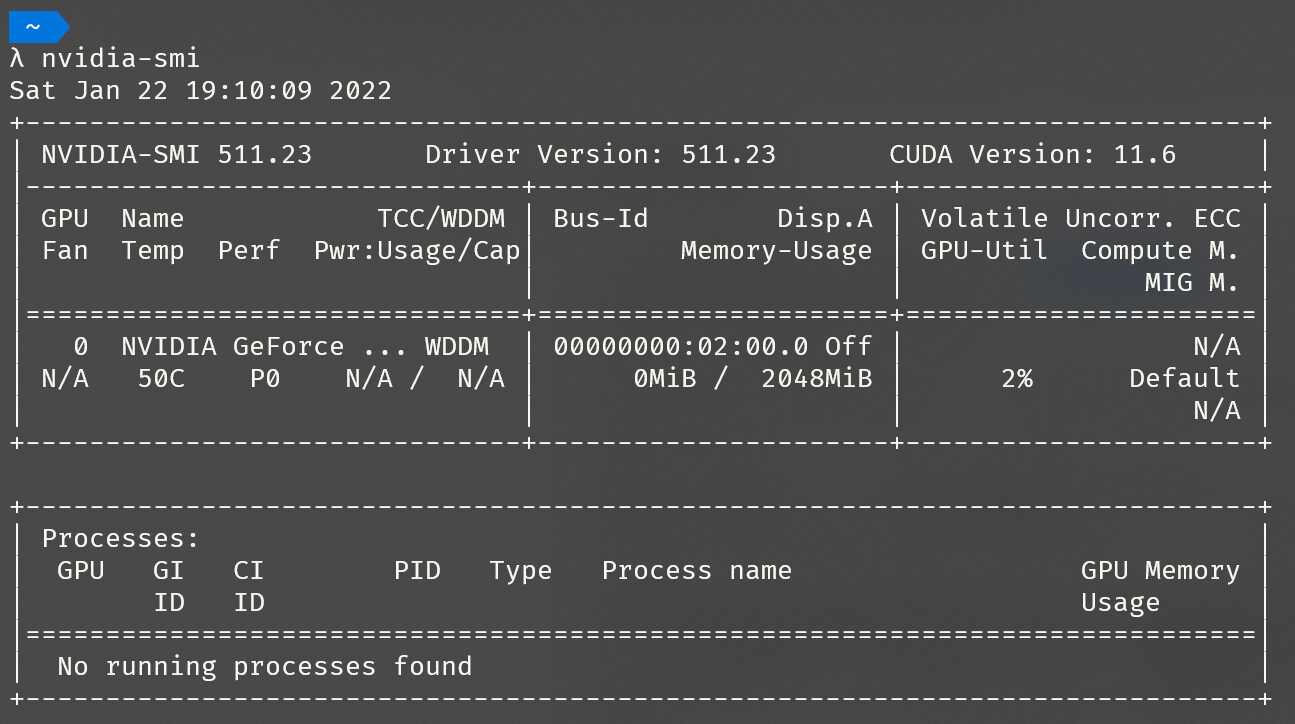 ~
λ nvidia-smi
Sat Jan 22 19:10:09 2022
+-----------------------------------------------------------------------------+
| NVIDIA-SMI 511.23       Driver Version: 511.23       CUDA Version: 11.6     |
|-------------------------------+----------------------+----------------------+
| GPU  Name            TCC/WDDM | Bus-Id        Disp.A | Volatile Uncorr. ECC |
| Fan  Temp  Perf  Pwr:Usage/Cap|         Memory-Usage | GPU-Util  Compute M. |
|                               |                      |               MIG M. |
|===============================+======================+======================|
|   0  NVIDIA GeForce ... WDDM  | 00000000:02:00.0 Off |                  N/A |
| N/A   50C    P0    N/A /  N/A |      0MiB /  2048MiB |      2%      Default |
|                               |                      |                  N/A |
+-------------------------------+----------------------+----------------------+

+-----------------------------------------------------------------------------+
| Processes:                                                                  |
|  GPU   GI   CI        PID   Type   Process name                  GPU Memory |
|        ID   ID                                                   Usage      |
|=============================================================================|
|  No running processes found                                                 |
+-----------------------------------------------------------------------------+